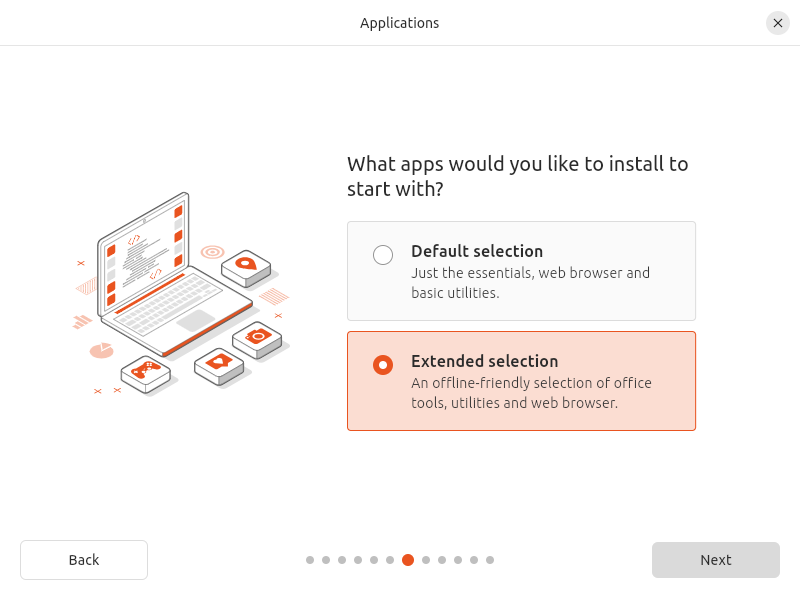 Applications
What apps would you like to install to
start with?
Default selection
Just the essentials, web browser and
basic utilities.
Extended selection
An offline-friendly selection of office
tools, utilities and web browser.
Back
Next